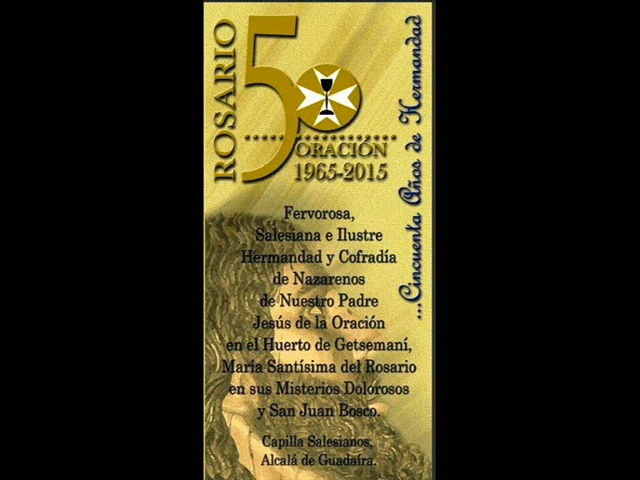 ROSARIO
50
ORACIÓN
1965-2015
...Cincuenta Años de Hermandad
Fervorosa,
Salesiana e Ilustre
Hermandad y Cofradía
de Nazarenos
de Nuestro Padre
Jesús de la Oración
en el Huerto de Getsemaní,
María Santísima del Rosario
en sus Misterios Dolorosos
y San Juan Bosco.
Capilla Salesianos,
Alcalá de Guadaíra.